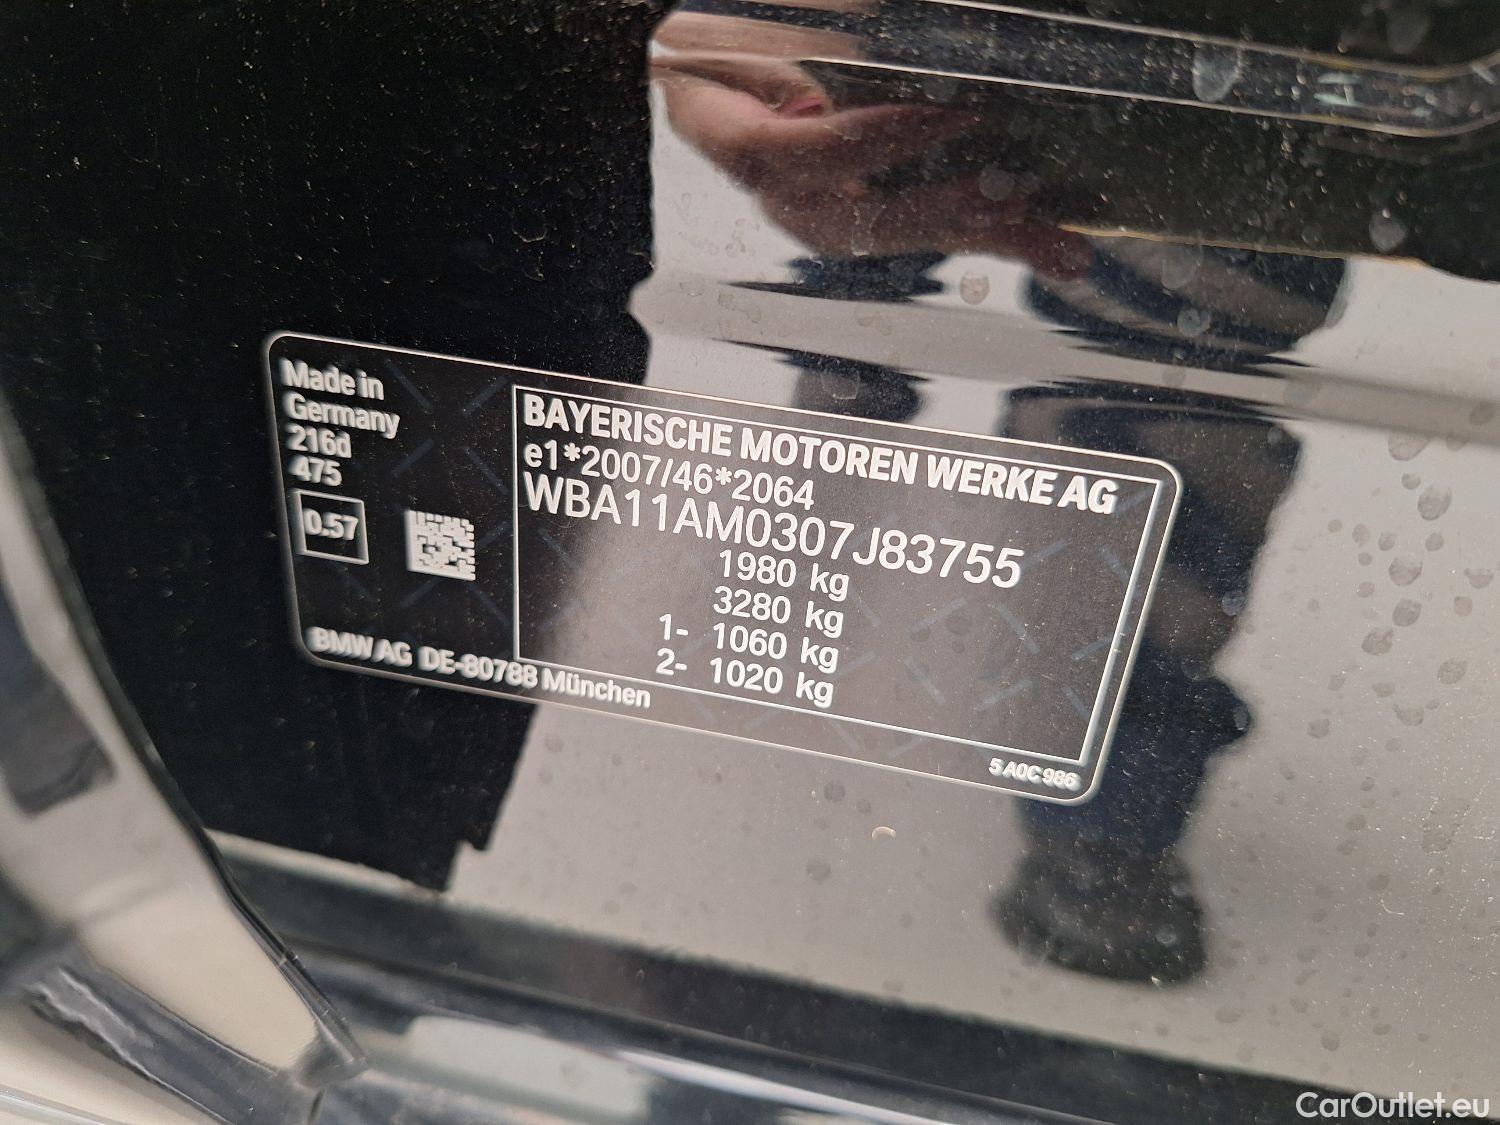 Made in
Germany
216d
475
0.57
BAYERISCHE MOTOREN WERKE AG
e1*2007/46*2064
WBA11AM0307J83755
1980 kg
3280 kg
1- 1060 kg
2- 1020 kg
BMW AG DE-80788 München
5 A0C 986
CarOutlet.eu